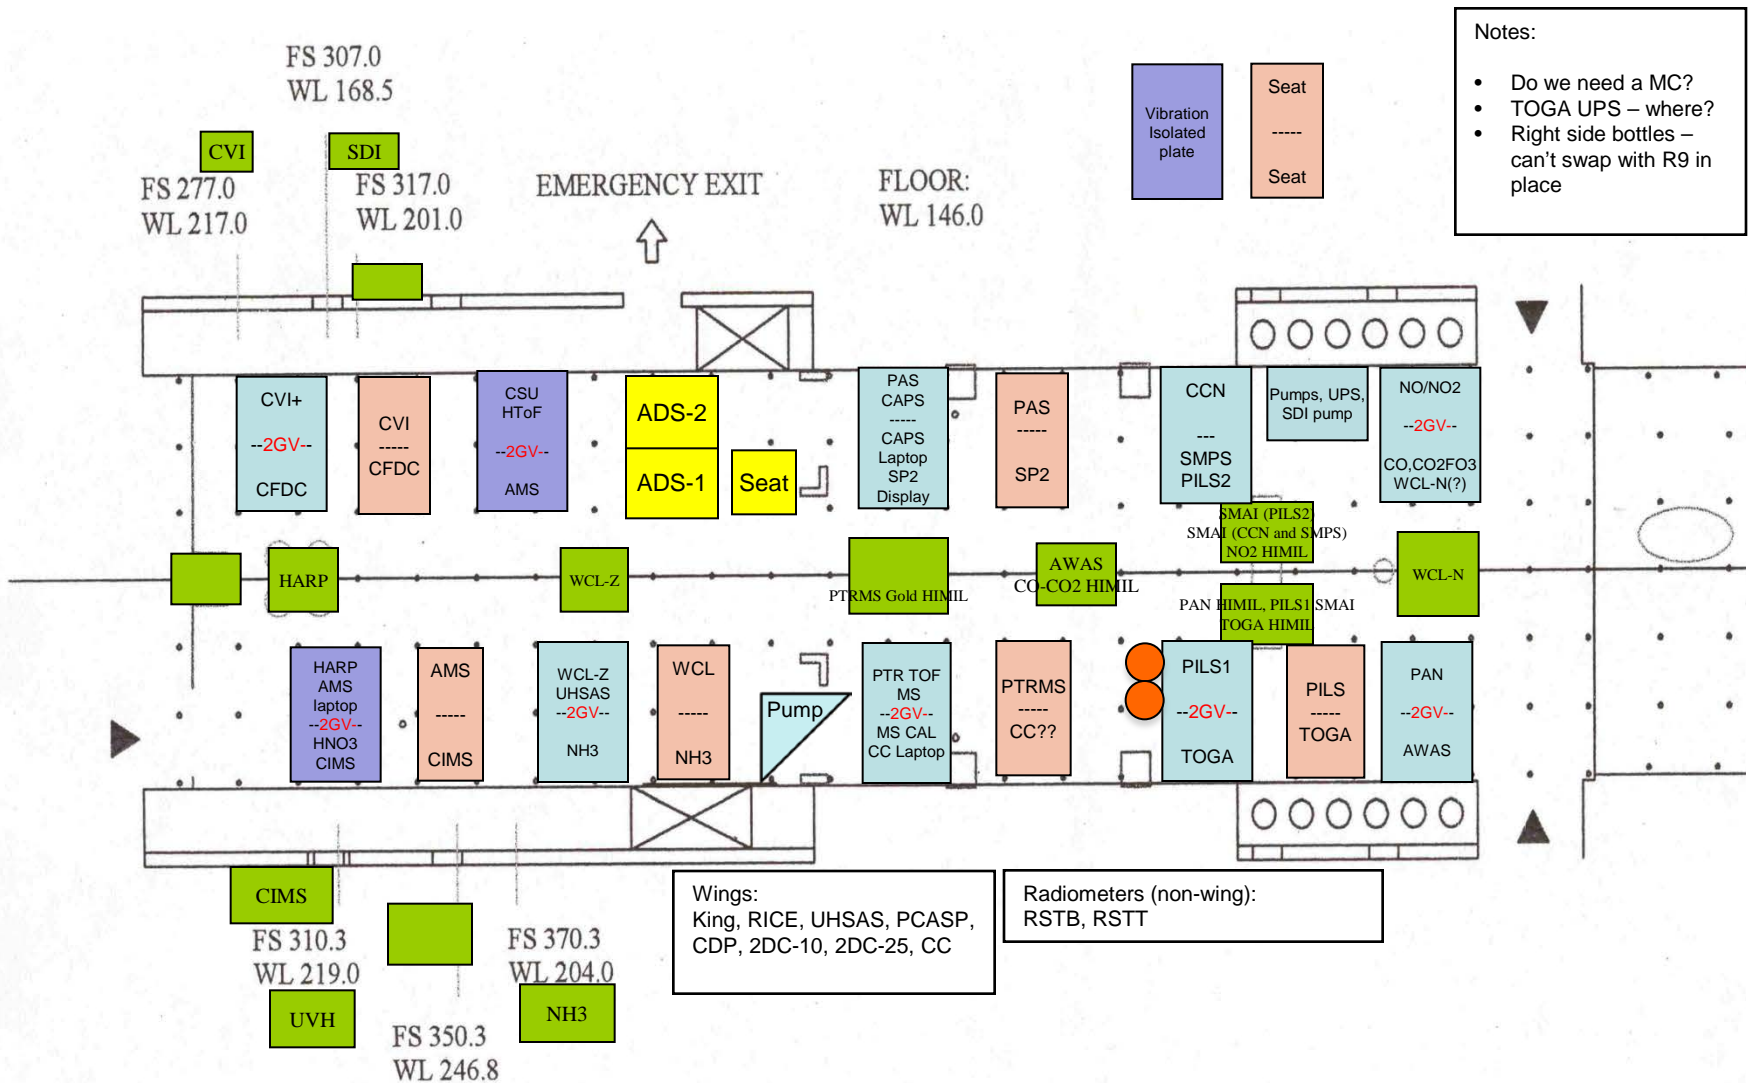 FS 307.0
WL 168.5
CVI
SDI
FS 277.0
WL 217.0
FS 317.0
WL 201.0
EMERGENCY EXIT
FLOOR:
WL 146.0
Vibration
Isolated
plate
Seat
-----
Seat
Notes:
• Do we need a MC?
• TOGA UPS – where?
• Right side bottles –
can't swap with R9 in
place
CVI+
--2GV--
CFDC
CVI
-----
CFDC
CSU
HToF
--2GV--
AMS
ADS-2
ADS-1
Seat
PAS
CAPS
-----
CAPS
Laptop
SP2
Display
PAS
-----
SP2
CCN
---
SMPS
PILS2
Pumps, UPS,
SDI pump
NO/NO2
--2GV--
CO,CO2FO3
WCL-N(?)
HARP
WCL-Z
PTRMS Gold HIMIL
AWAS
CO-CO2 HIMIL
SMAI (PILS2)
SMAI (CCN and SMPS)
NO2 HIMIL
PAN HIMIL, PILS1 SMAI
TOGA HIMIL
WCL-N
HARP
AMS
laptop
--2GV--
HNO3
CIMS
AMS
-----
CIMS
WCL-Z
UHSAS
--2GV--
NH3
WCL
-----
NH3
Pump
PTR TOF
MS
--2GV--
MS CAL
CC Laptop
PTRMS
-----
CC??
PILS1
--2GV--
TOGA
PILS
-----
TOGA
PAN
--2GV--
AWAS
CIMS
FS 310.3
WL 219.0
UVH
FS 350.3
WL 246.8
FS 370.3
WL 204.0
NH3
Wings:
King, RICE, UHSAS, PCASP,
CDP, 2DC-10, 2DC-25, CC
Radiometers (non-wing):
RSTB, RSTT